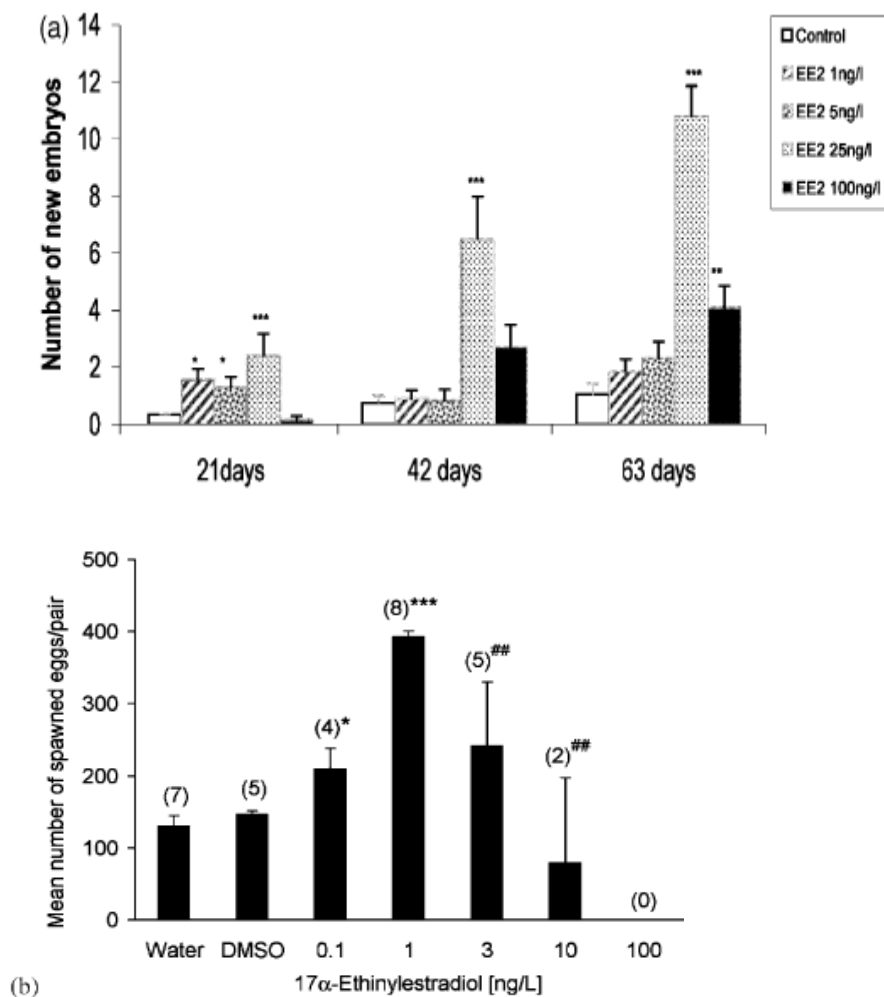 (a)
Number of new embryos
14
12
10
8
6
4
2
0
* * ***
***
***
**
21days 42 days 63 days
Control
EE2 1ng/l
EE2 5ng/l
EE2 25ng/l
EE2 100ng/l
Mean number of spawned eggs/pair
500
400
300
200
100
0
(7)
(5)
(4)*
(8)***
(5)##
(2)##
(0)
Water DMSO 0.1 1 3 10 100
17α-Ethinylestradiol [ng/L]
(b)